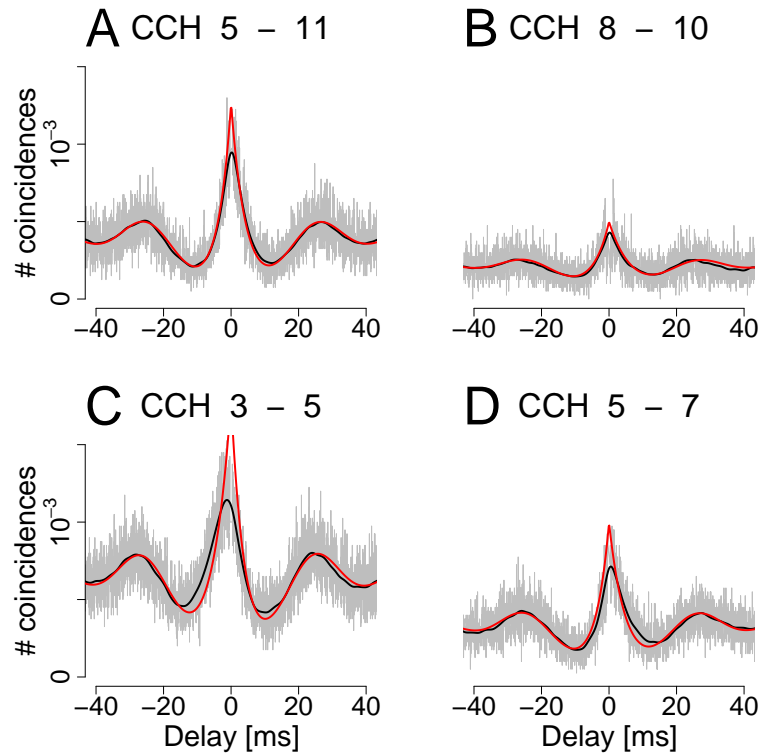 A CCH 5 – 11
B CCH 8 – 10
# coincidences
10⁻³
0
−40 −20 0 20 40
−40 −20 0 20 40
C CCH 3 – 5
D CCH 5 – 7
# coincidences
10⁻³
0
−40 −20 0 20 40
−40 −20 0 20 40
Delay [ms]
Delay [ms]